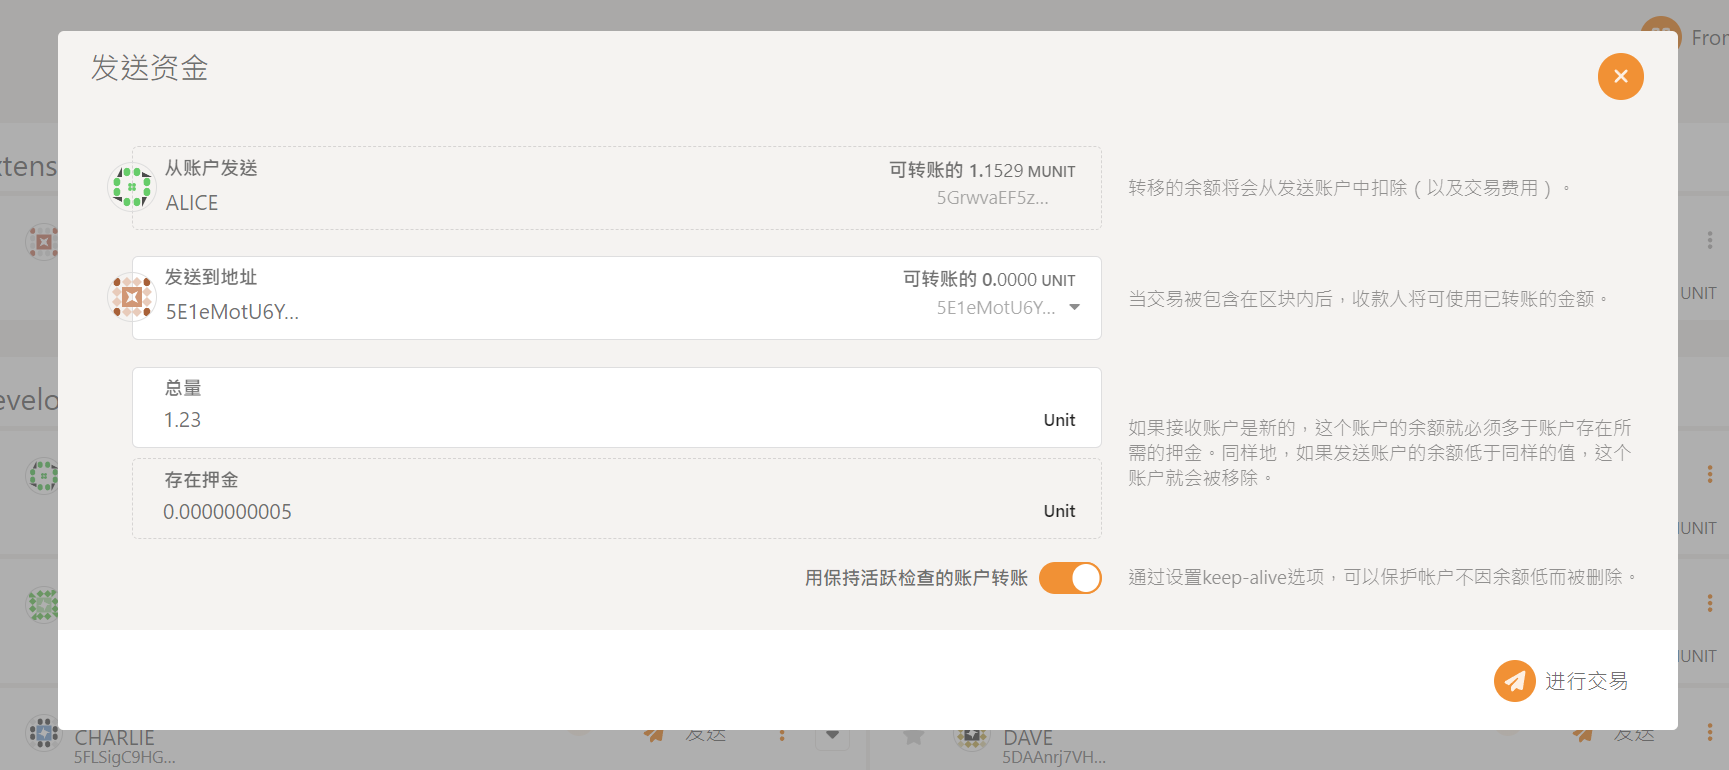 From
发送资金
xtens
从账户发送
可转账的 1.1529 MUNIT
ALICE
5GrwvaEF5z...
转移的余额将会从发送账户中扣除（以及交易费用）。
发送到地址
可转账的 0.0000 UNIT
5E1eMotU6Y...
5E1eMotU6Y...
当交易被包含在区块内后，收款人将可使用已转账的金额。
UNIT
evelo
总量
1.23
Unit
如果接收账户是新的，这个账户的余额就必须多于账户存在所
需的押金。同样地，如果发送账户的余额低于同样的值，这个
账户就会被移除。
存在押金
0.0000000005
Unit
UNIT
用保持活跃检查的账户转账
通过设置keep-alive选项，可以保护帐户不因余额低而被删除。
UNIT
进行交易
CHARLIE
5FLSigC9HG...
发送
DAVE
5DAAnrj7VH...
发送